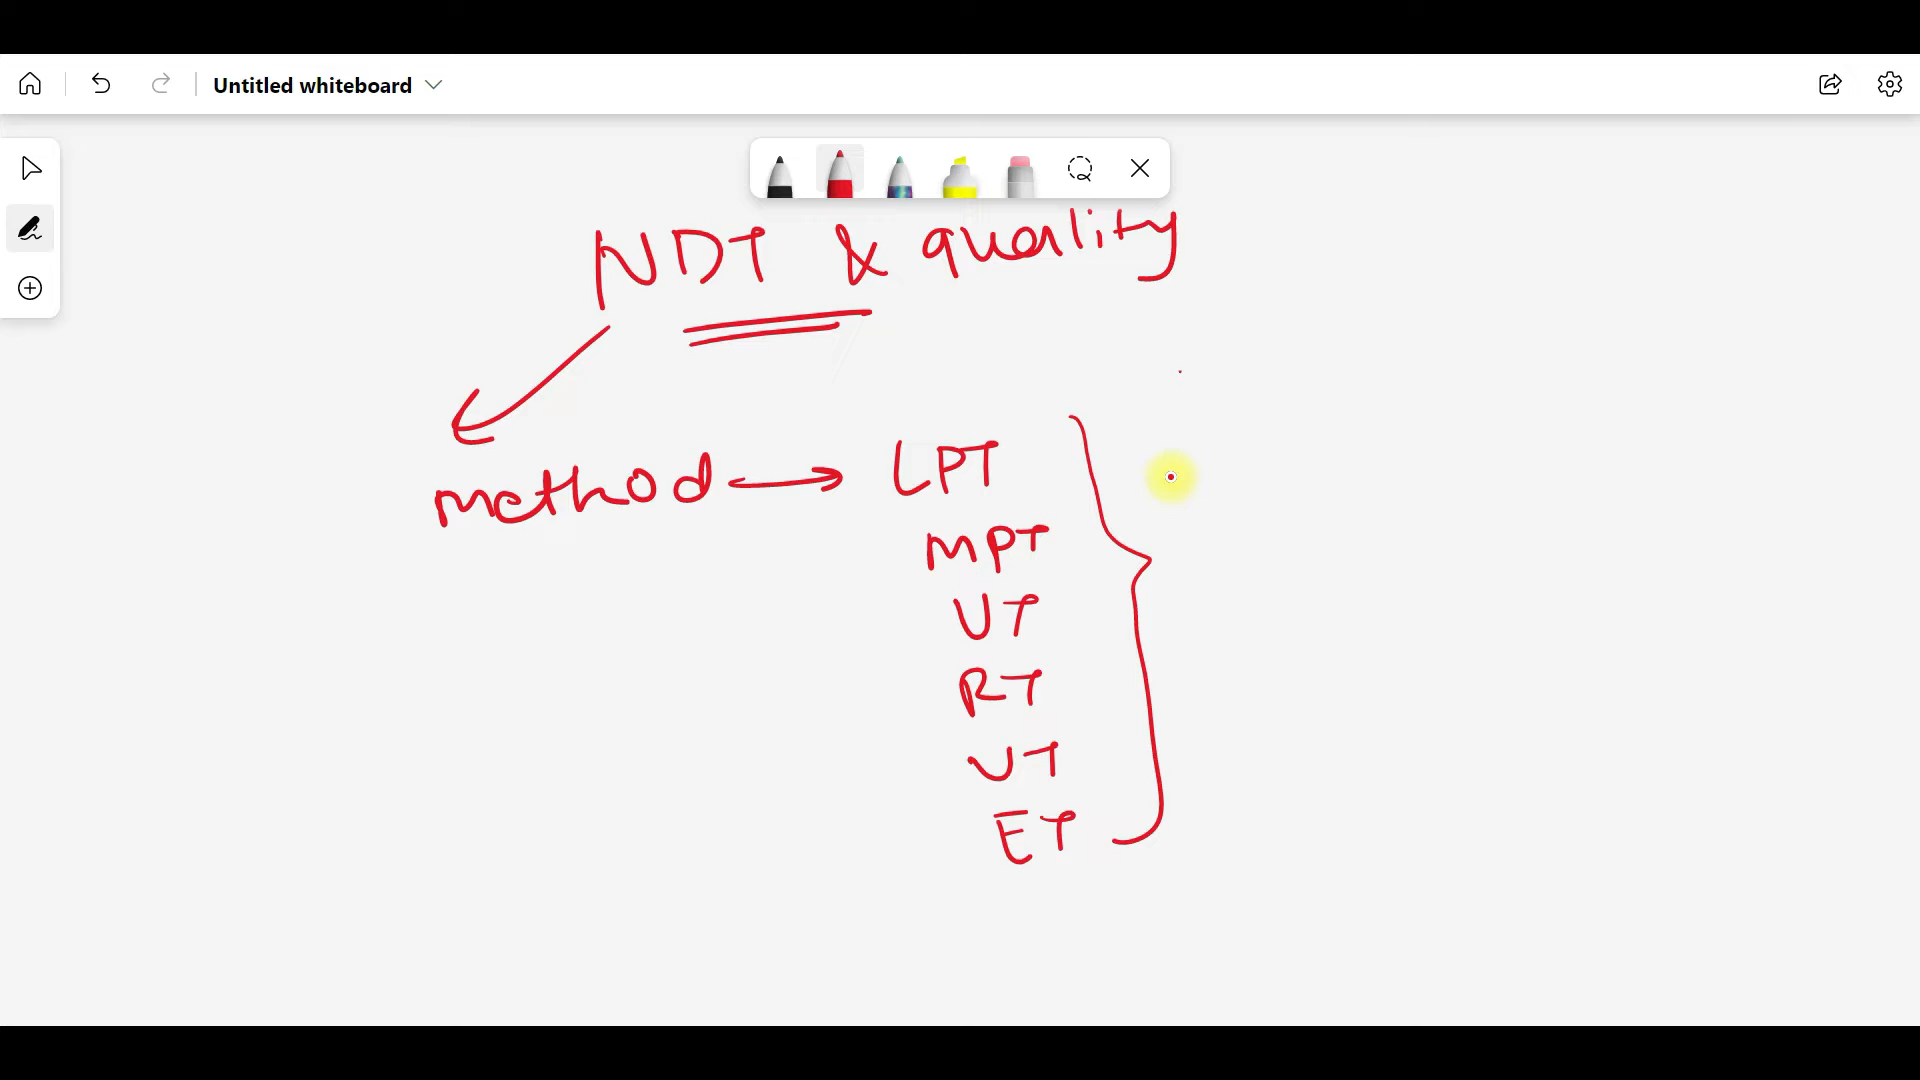 Untitled whiteboard
NDT & quality
method → LPT
MPT
UT
RT
VT
ET